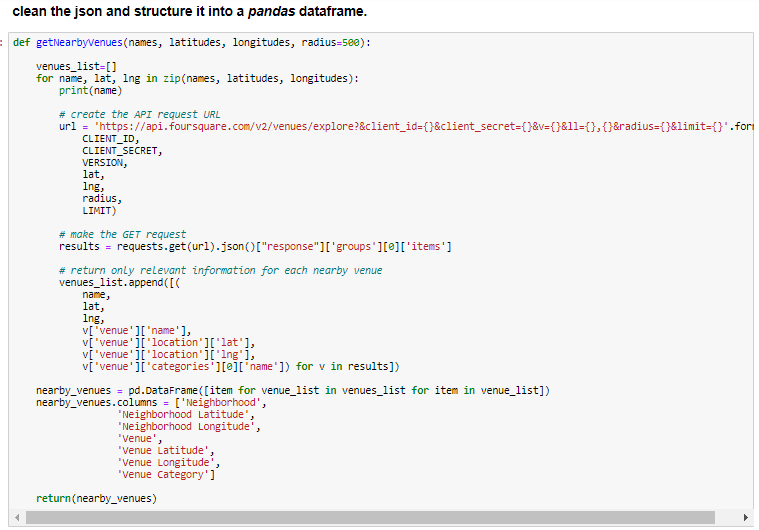 clean the json and structure it into a pandas dataframe.
:
def getNearbyVenues(names, latitudes, longitudes, radius=500):
    venues_list=[]
    for name, lat, lng in zip(names, latitudes, longitudes):
        print(name)
        # create the API request URL
        url = 'https://api.foursquare.com/v2/venues/explore?&client_id={}&client_secret={}&v={}&ll={},{}&radius={}&limit={}'.for
            CLIENT_ID,
            CLIENT_SECRET,
            VERSION,
            lat,
            lng,
            radius,
            LIMIT)
        # make the GET request
        results = requests.get(url).json()["response"]['groups'][0]['items']
        # return only relevant information for each nearby venue
        venues_list.append([(
            name,
            lat,
            lng,
            v['venue']['name'],
            v['venue']['location']['lat'],
            v['venue']['location']['lng'],
            v['venue']['categories'][0]['name']) for v in results])
    nearby_venues = pd.DataFrame([item for venue_list in venues_list for item in venue_list])
    nearby_venues.columns = ['Neighborhood',
                  'Neighborhood Latitude',
                  'Neighborhood Longitude',
                  'Venue',
                  'Venue Latitude',
                  'Venue Longitude',
                  'Venue Category']
    return(nearby_venues)